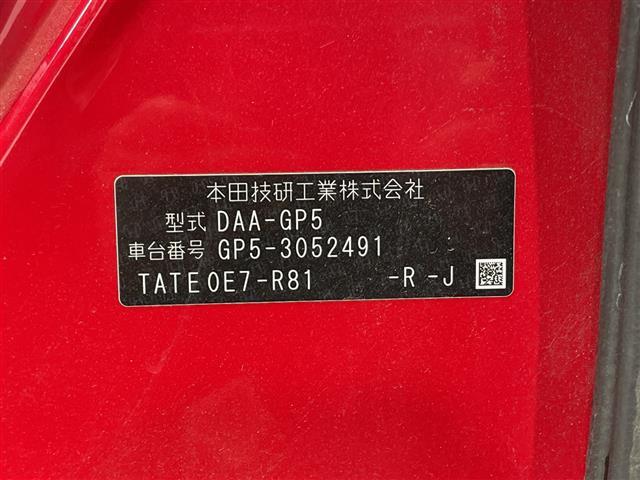 本田技研工業株式会社
型式 DAA-GP5
車台番号 GP5-3052491
TATE0E7-R81 -R -J